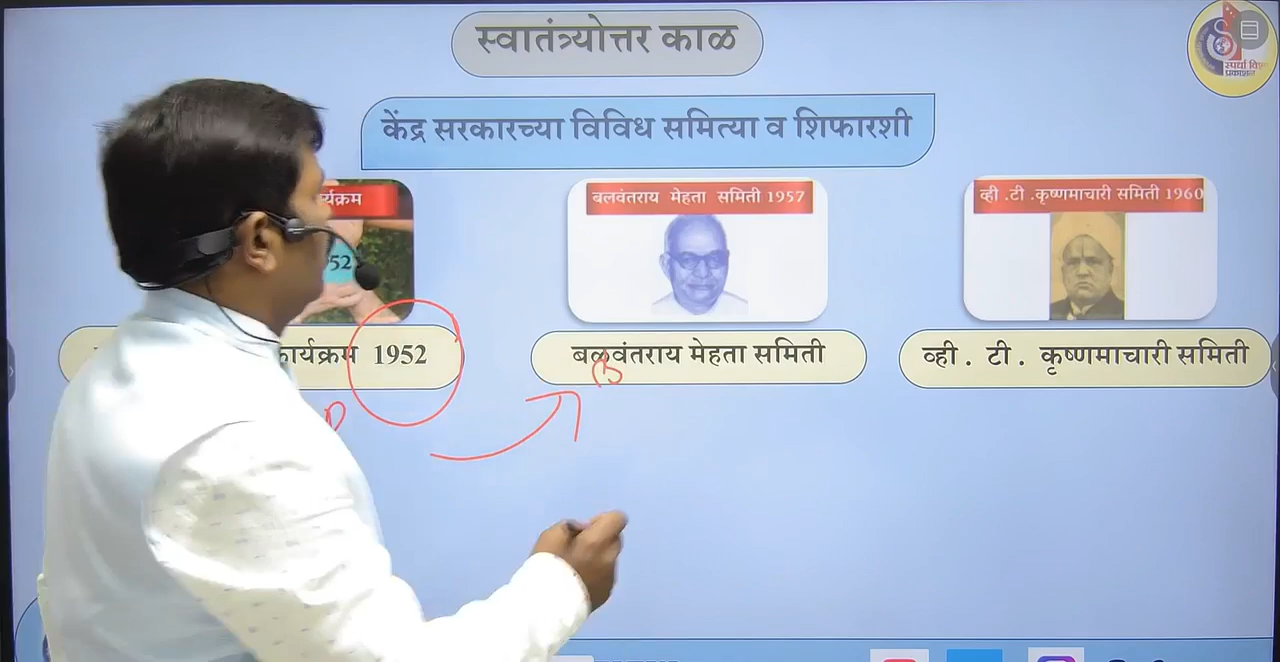 स्वातंत्र्योत्तर काळ
केंद्र सरकारच्या विविध समित्या व शिफारशी
बलवंतराय मेहता समिती 1957
व्ही .टी .कृष्णमाचारी समिती 1960
52
कार्यक्रम 1952
बलवंतराय मेहता समिती
व्ही . टी . कृष्णमाचारी समिती